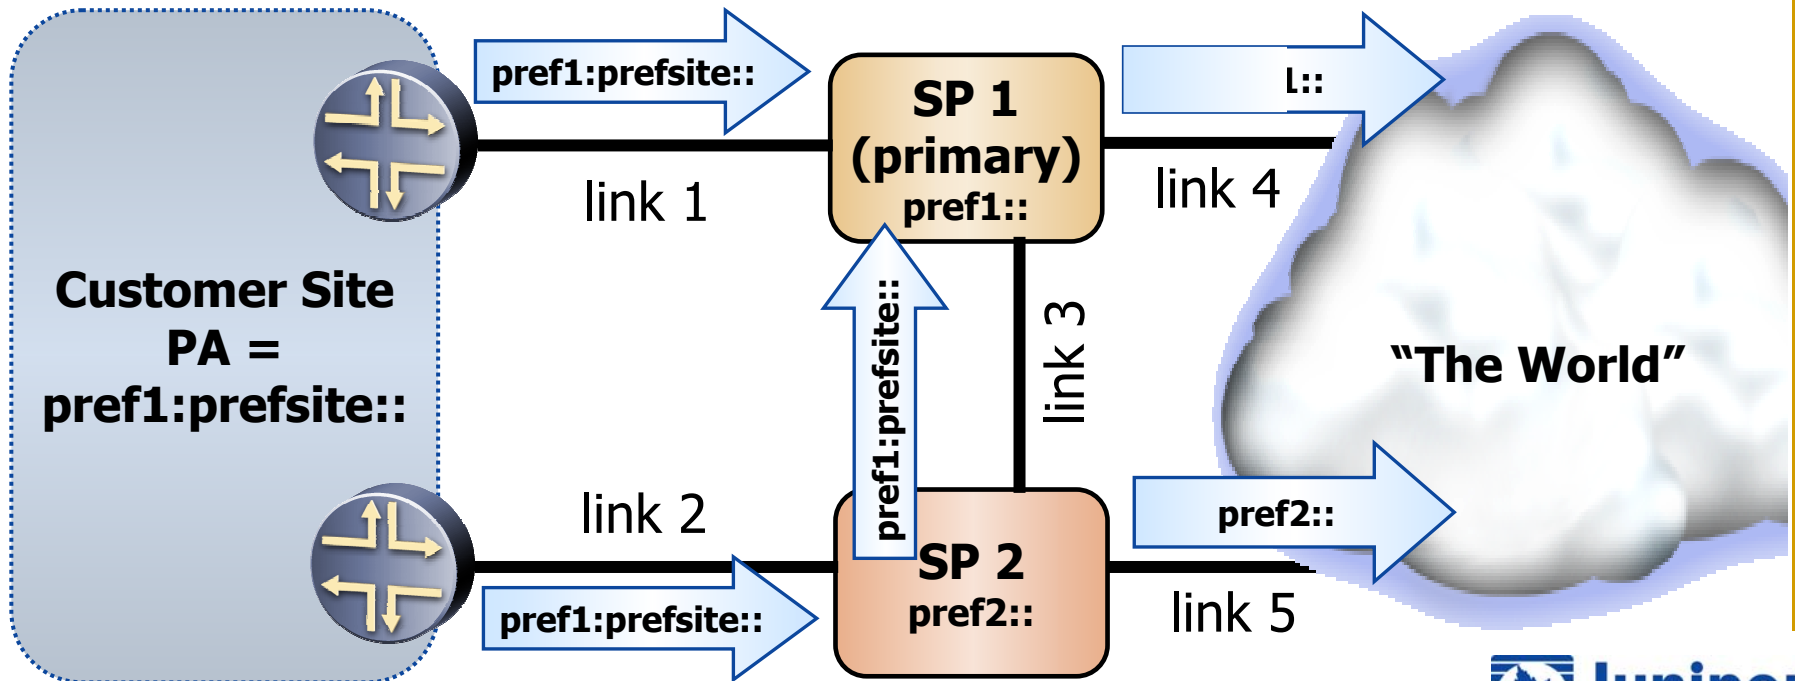 Customer Site
PA =
pref1:prefsite::
pref1:prefsite::
link 1
SP 1
(primary)
pref1::
link 4
pref1:prefsite::
link 3
"The World"
link 2
pref1:prefsite::
SP 2
pref2::
pref2::
link 5